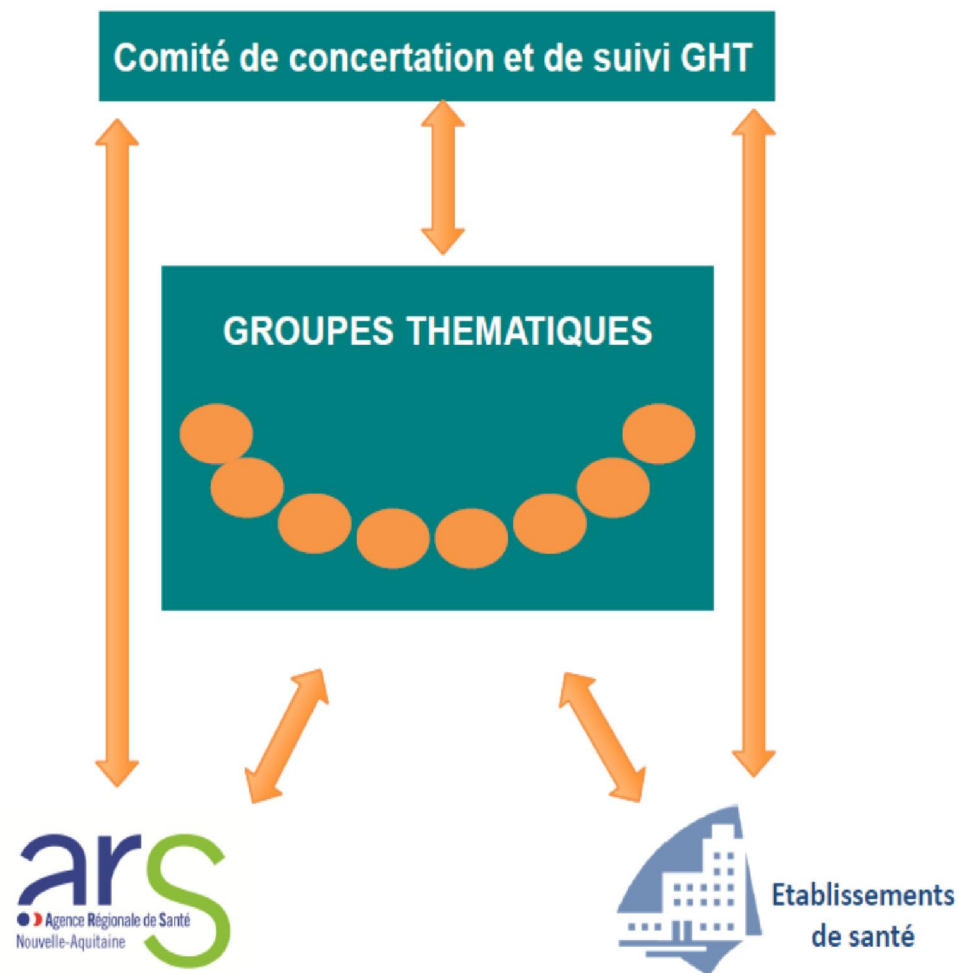 Comité de concertation et de suivi GHT
GROUPES THEMATIQUES
ars
Agence Régionale de Santé
Nouvelle-Aquitaine
Etablissements
de santé